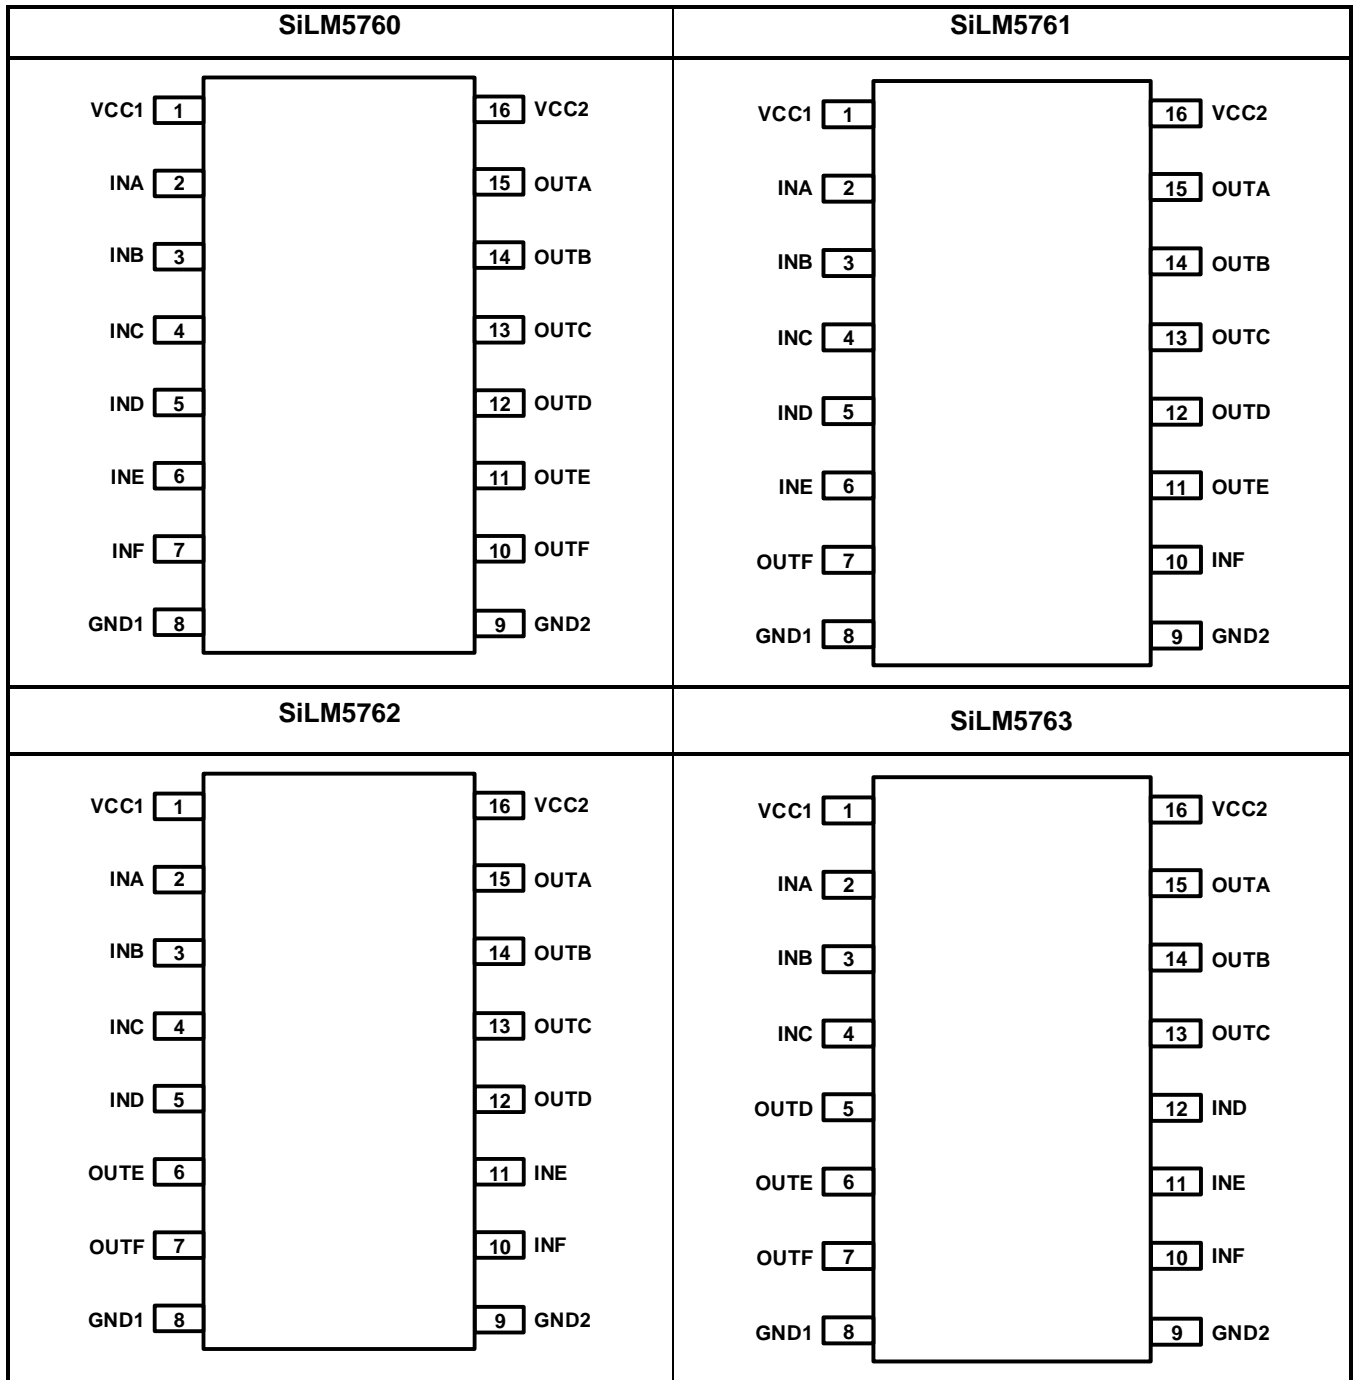 SiLM5760
SiLM5761
VCC1 1 16 VCC2
INA 2 15 OUTA
INB 3 14 OUTB
INC 4 13 OUTC
IND 5 12 OUTD
INE 6 11 OUTE
INF 7 10 OUTF
GND1 8 9 GND2
VCC1 1 16 VCC2
INA 2 15 OUTA
INB 3 14 OUTB
INC 4 13 OUTC
IND 5 12 OUTD
INE 6 11 OUTE
OUTF 7 10 INF
GND1 8 9 GND2
SiLM5762
SiLM5763
VCC1 1 16 VCC2
INA 2 15 OUTA
INB 3 14 OUTB
INC 4 13 OUTC
IND 5 12 OUTD
OUTE 6 11 INE
OUTF 7 10 INF
GND1 8 9 GND2
VCC1 1 16 VCC2
INA 2 15 OUTA
INB 3 14 OUTB
INC 4 13 OUTC
OUTD 5 12 IND
OUTE 6 11 INE
OUTF 7 10 INF
GND1 8 9 GND2